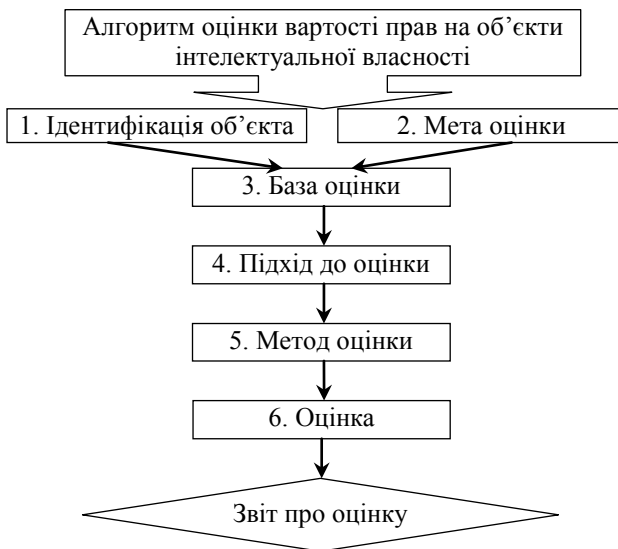 Алгоритм оцінки вартості прав на об’єкти
інтелектуальної власності
1. Ідентифікація об’єкта
2. Мета оцінки
3. База оцінки
4. Підхід до оцінки
5. Метод оцінки
6. Оцінка
Звіт про оцінку